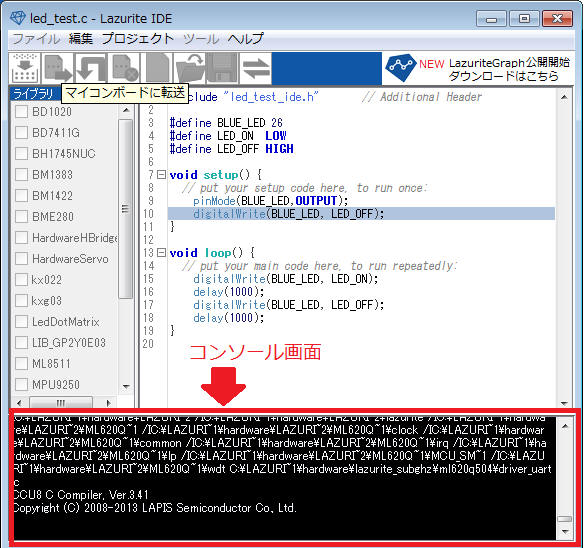 led_test.c - Lazurite IDE
ファイル 編集 プロジェクト ツール ヘルプ
NEW LazuriteGraph公開開始
ダウンロードはこちら
ライブラリ
マイコンボードに転送
BD1020
BD7411G
BH1745NUC
BM1383
BM1422
BME280
HardwareHBridge
HardwareServo
kx022
kxg03
LedDotMatrix
LIB_GP2Y0E03
ML8511
MPU9250
clude "led_test_ide.h" // Additional Header
2
3 #define BLUE_LED 26
4 #define LED_ON LOW
5 #define LED_OFF HIGH
6
7 void setup() {
8 // put your setup code here, to run once:
9 pinMode(BLUE_LED,OUTPUT);
10 digitalWrite(BLUE_LED, LED_OFF);
11 }
12
13 void loop() {
14 // put your main code here, to run repeatedly:
15 digitalWrite(BLUE_LED, LED_ON);
16 delay(1000);
17 digitalWrite(BLUE_LED, LED_OFF);
18 delay(1000);
19 }
20
コンソール画面
re¥LAZURI~2¥ML620Q~1 /IC:¥LAZURI~1¥hardware¥LAZURI~2¥ML620Q~1¥clock /IC:¥LAZURI~1¥hardwar
e¥LAZURI~2¥ML620Q~1¥common /IC:¥LAZURI~1¥hardware¥LAZURI~2¥ML620Q~1¥irq /IC:¥LAZURI~1¥ha
rdware¥LAZURI~2¥ML620Q~1¥lp /IC:¥LAZURI~1¥hardware¥LAZURI~2¥ML620Q~1¥MCU_SM~1 /IC:¥LAZU
RI~1¥hardware¥LAZURI~2¥ML620Q~1¥wdt C:¥LAZURI~1¥hardware¥lazurite_subghz¥ml620q504¥driver_uart
.c
CCU8 C Compiler, Ver.3.41
Copyright (C) 2008-2013 LAPIS Semiconductor Co., Ltd.